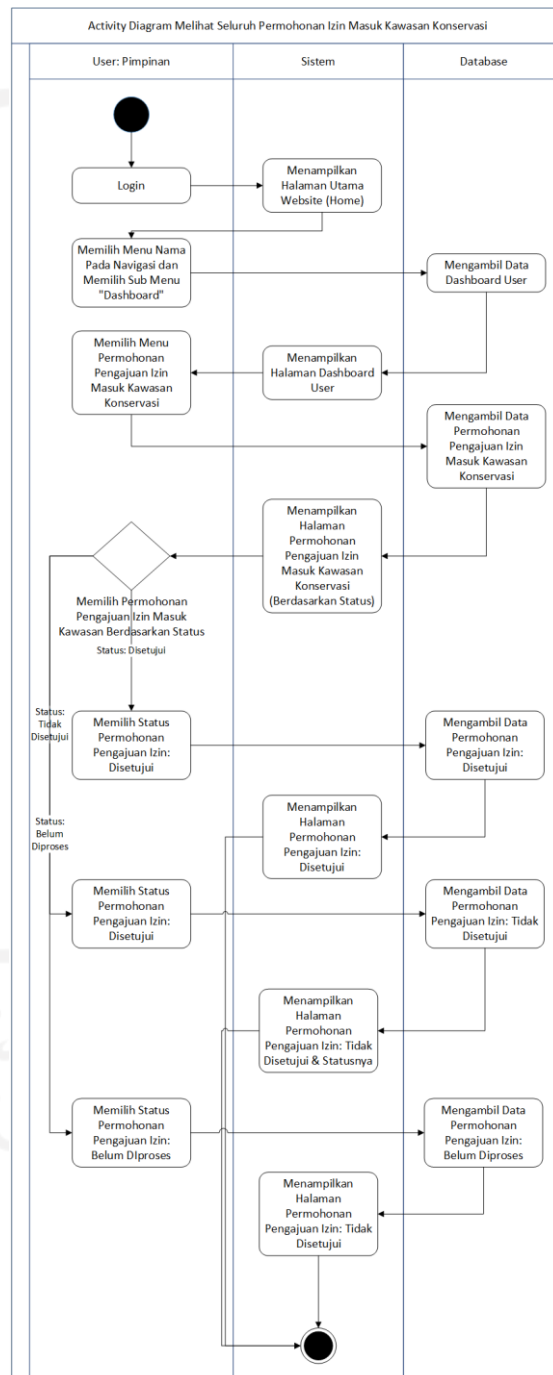 Activity Diagram Melihat Seluruh Permohonan Izin Masuk Kawasan Konservasi
User: Pimpinan
Sistem
Database
Login
Menampilkan
Halaman Utama
Website (Home)
Memilih Menu Nama
Pada Navigasi dan
Memilih Sub Menu
"Dashboard"
Mengambil Data
Dashboard User
Memilih Menu
Permohonan
Pengajuan Izin
Masuk Kawasan
Konservasi
Menampilkan
Halaman Dashboard
User
Mengambil Data
Permohonan
Pengajuan Izin
Masuk Kawasan
Konservasi
Menampilkan
Halaman
Permohonan
Pengajuan Izin
Masuk Kawasan
Konservasi
(Berdasarkan Status)
Memilih Permohonan
Pengajuan Izin Masuk
Kawasan Berdasarkan Status
Status: Disetujui
Status:
Tidak
Disetujui
Memilih Status
Permohonan
Pengajuan Izin:
Disetujui
Mengambil Data
Permohonan
Pengajuan Izin:
Disetujui
Status:
Belum
Diproses
Menampilkan
Halaman
Permohonan
Pengajuan Izin:
Disetujui
Memilih Status
Permohonan
Pengajuan Izin:
Disetujui
Mengambil Data
Permohonan
Pengajuan Izin: Tidak
Disetujui
Menampilkan
Halaman
Permohonan
Pengajuan Izin: Tidak
Disetujui & Statusnya
Memilih Status
Permohonan
Pengajuan Izin:
Belum DIproses
Mengambil Data
Permohonan
Pengajuan Izin:
Belum Diproses
Menampilkan
Halaman
Permohonan
Pengajuan Izin: Tidak
Disetujui